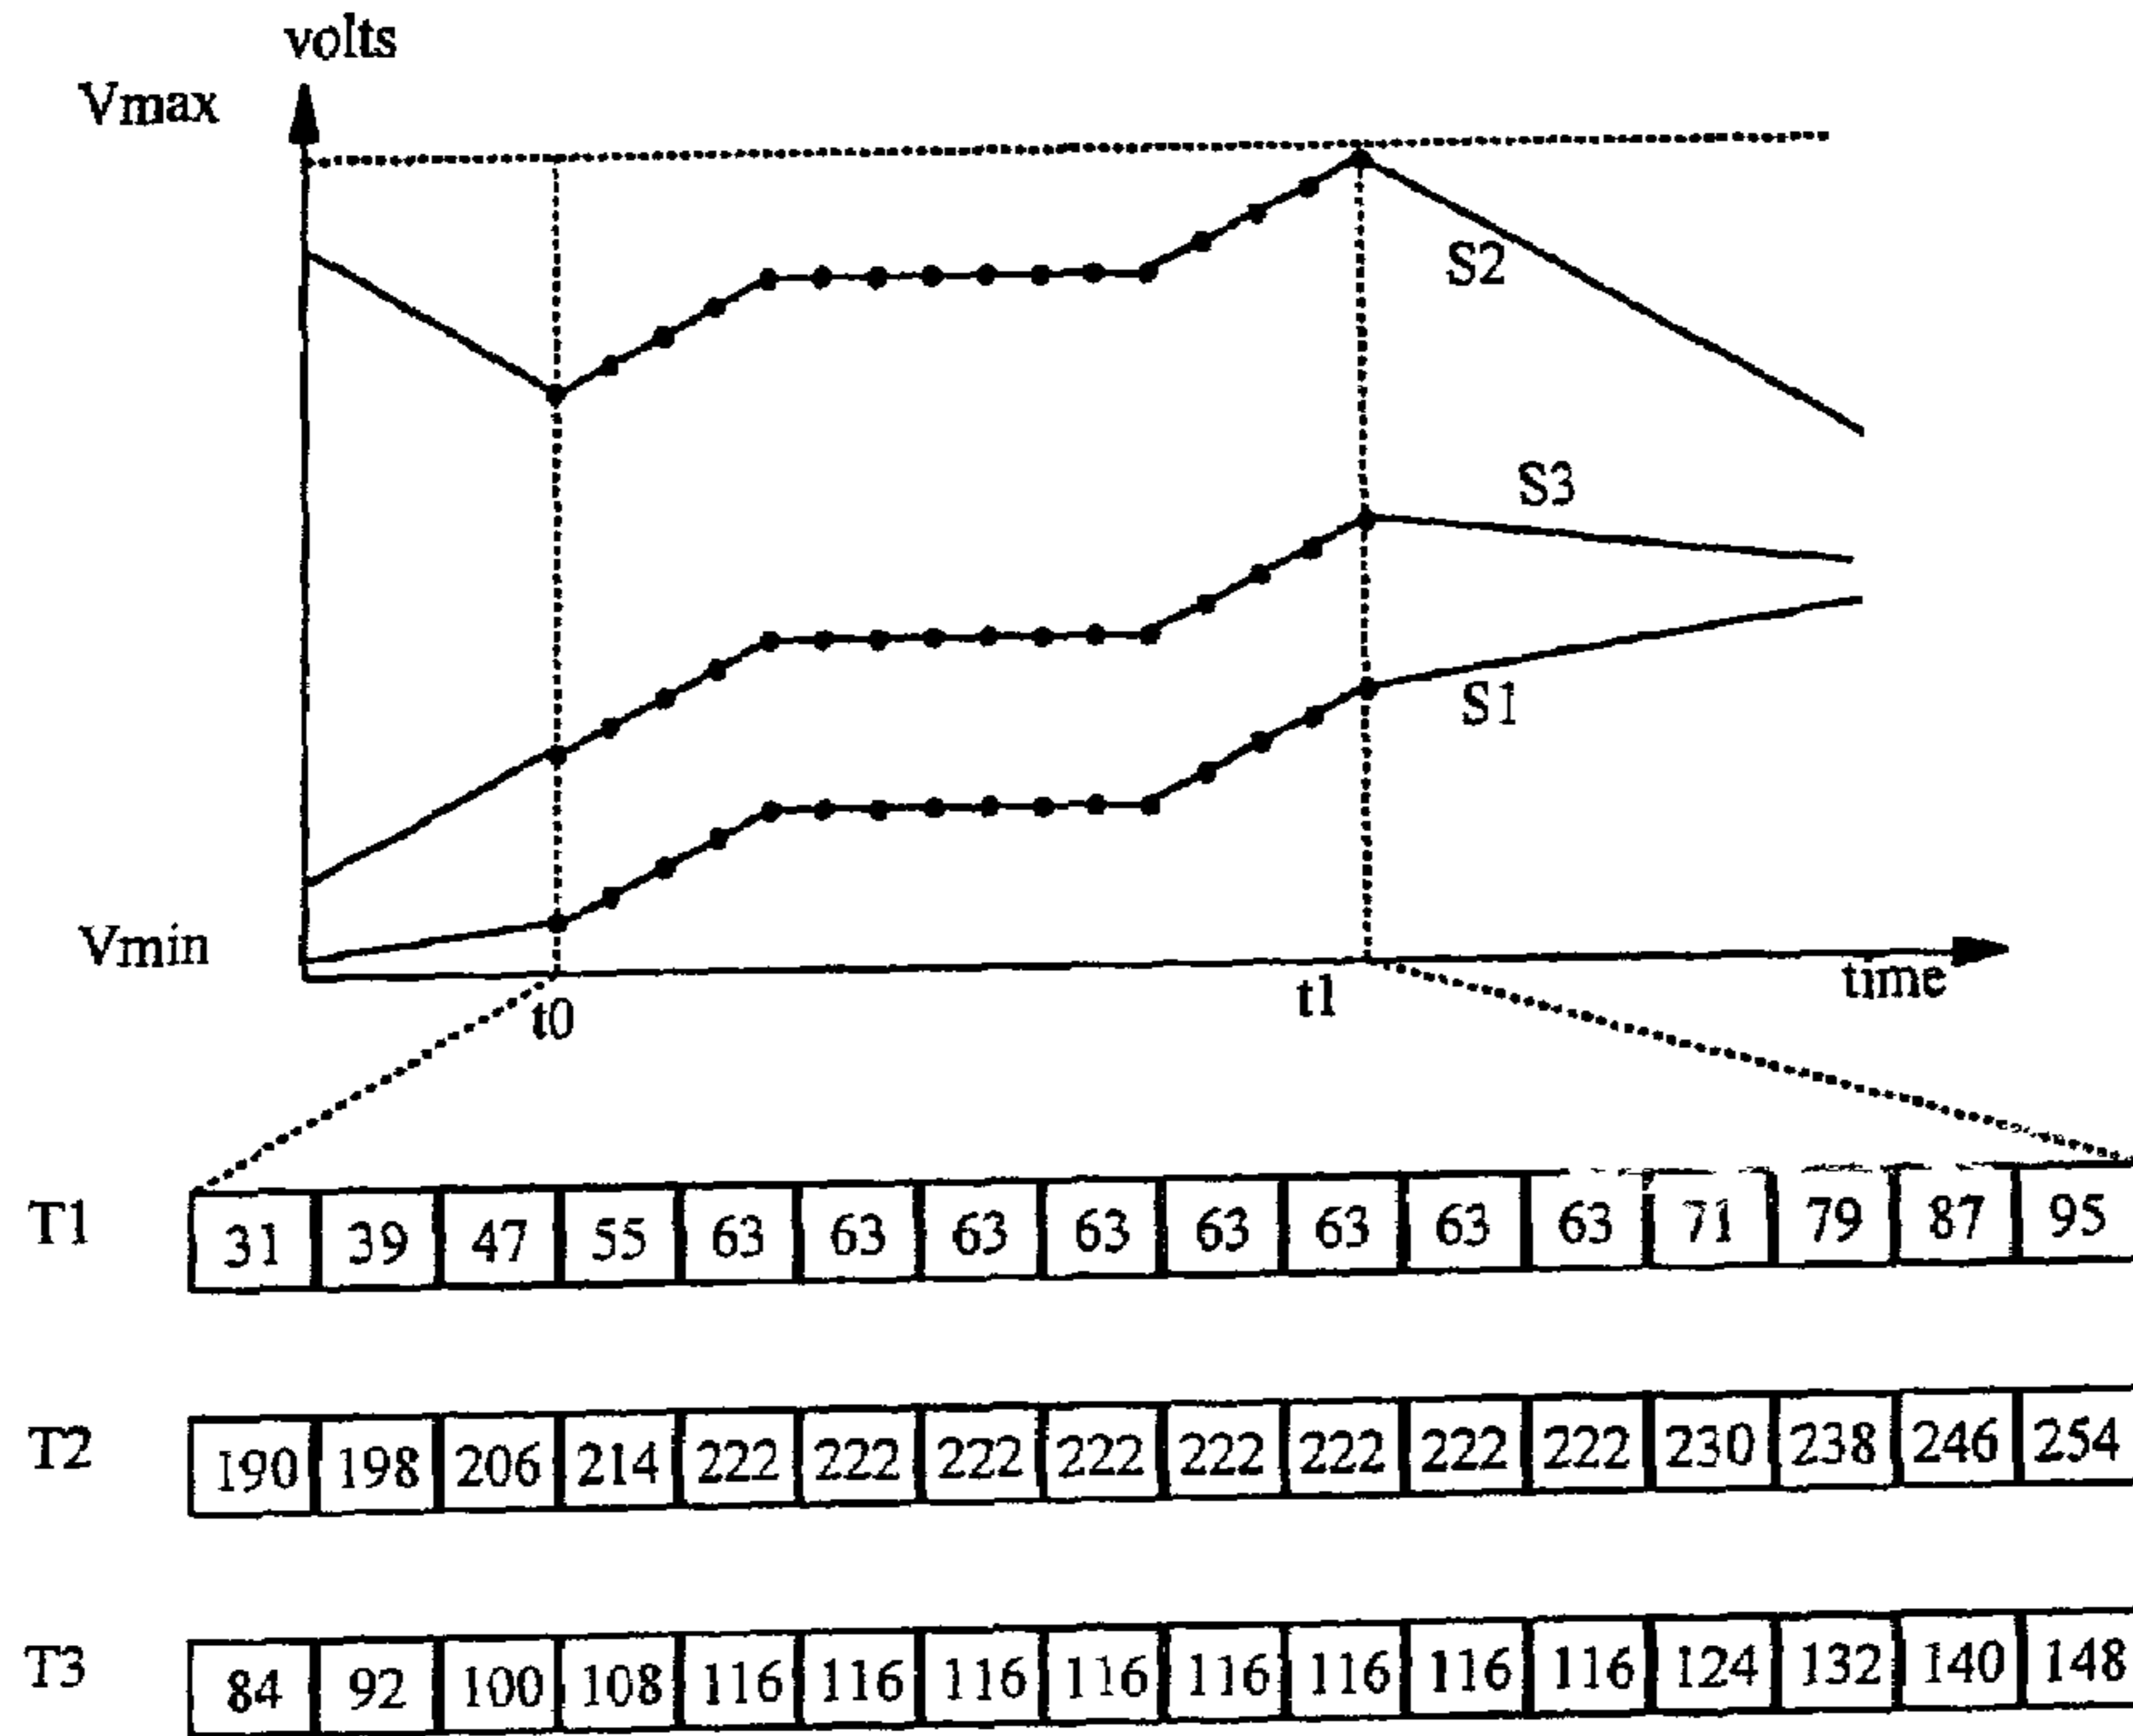 volts
Vmax
S2
S3
S1
Vmin
time
t0
t1
T1 31 39 47 55 63 63 63 63 63 63 63 63 71 79 87 95
T2 190 198 206 214 222 222 222 222 222 222 222 222 230 238 246 254
T3 84 92 100 108 116 116 116 116 116 116 116 116 124 132 140 148